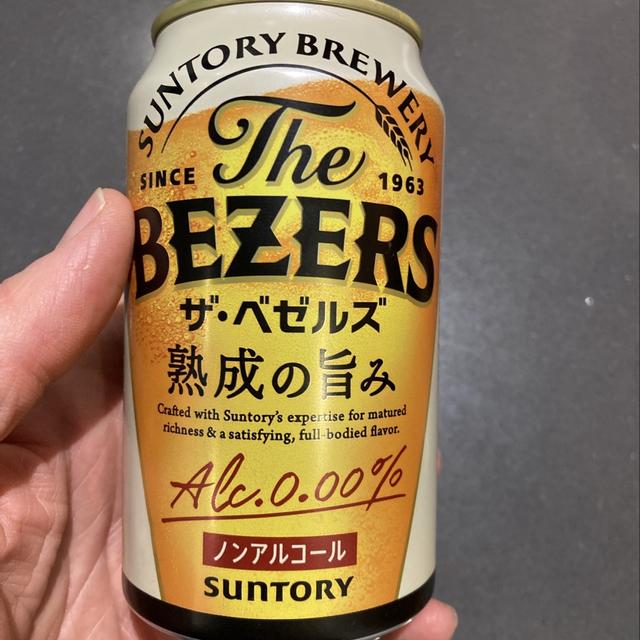 SUNTORY BREWERY
The
SINCE 1963
BEZERS
ザ・ベゼルズ
熟成の旨み
Crafted with Suntory's expertise for matured
richness & a satisfying, full-bodied flavor.
Alc.0.00%
ノンアルコール
SUNTORY